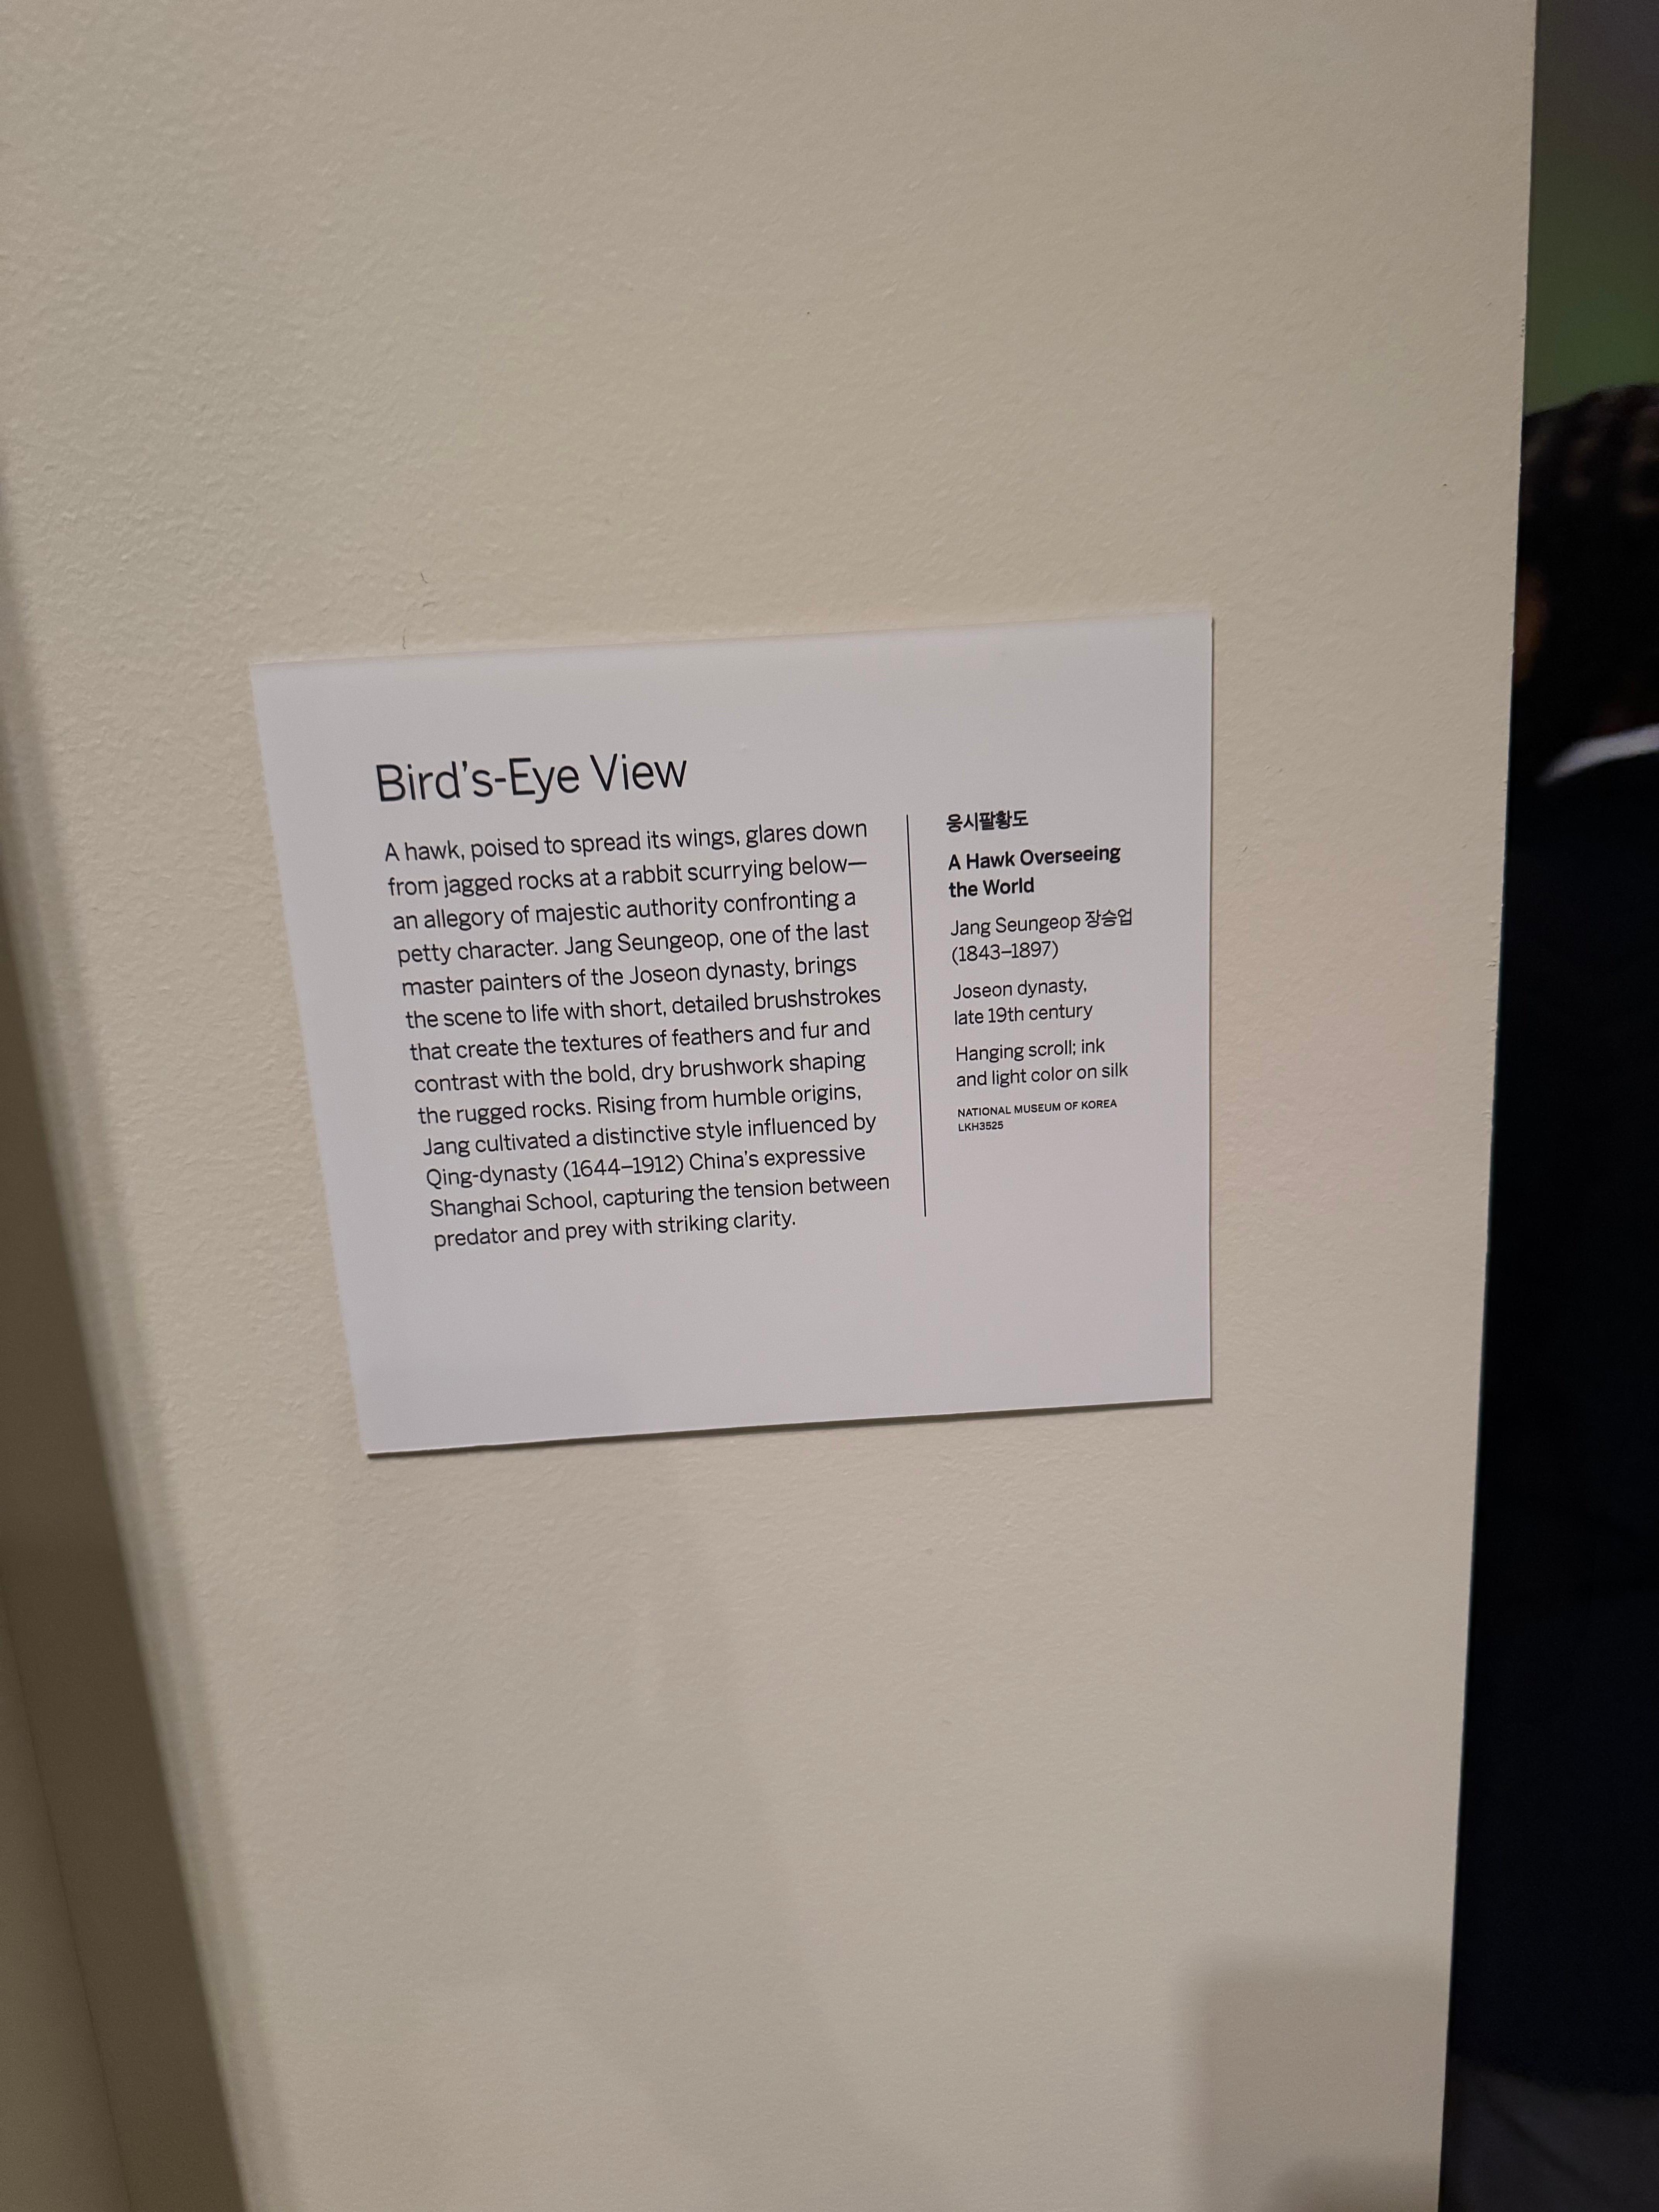 Bird's-Eye View
A hawk, poised to spread its wings, glares down
from jagged rocks at a rabbit scurrying below—
an allegory of majestic authority confronting a
petty character. Jang Seungeop, one of the last
master painters of the Joseon dynasty, brings
the scene to life with short, detailed brushstrokes
that create the textures of feathers and fur and
contrast with the bold, dry brushwork shaping
the rugged rocks. Rising from humble origins,
Jang cultivated a distinctive style influenced by
Qing-dynasty (1644–1912) China's expressive
Shanghai School, capturing the tension between
predator and prey with striking clarity.
웅시팔황도
A Hawk Overseeing
the World
Jang Seungeop 장승업
(1843–1897)
Joseon dynasty,
late 19th century
Hanging scroll; ink
and light color on silk
NATIONAL MUSEUM OF KOREA
LKH3525